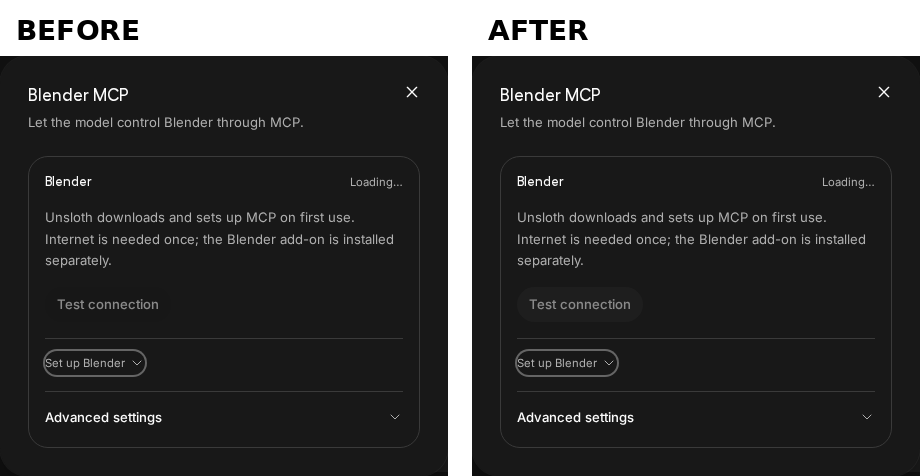 BEFORE
Blender MCP
Let the model control Blender through MCP.
Blender
Loading...
Unsloth downloads and sets up MCP on first use.
Internet is needed once; the Blender add-on is installed
separately.
Test connection
Set up Blender
Advanced settings
AFTER
Blender MCP
Let the model control Blender through MCP.
Blender
Loading...
Unsloth downloads and sets up MCP on first use.
Internet is needed once; the Blender add-on is installed
separately.
Test connection
Set up Blender
Advanced settings